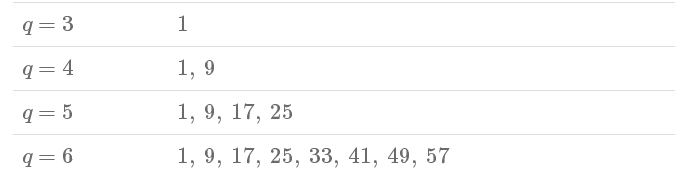 q = 3 1
q = 4 1, 9
q = 5 1, 9, 17, 25
q = 6 1, 9, 17, 25, 33, 41, 49, 57